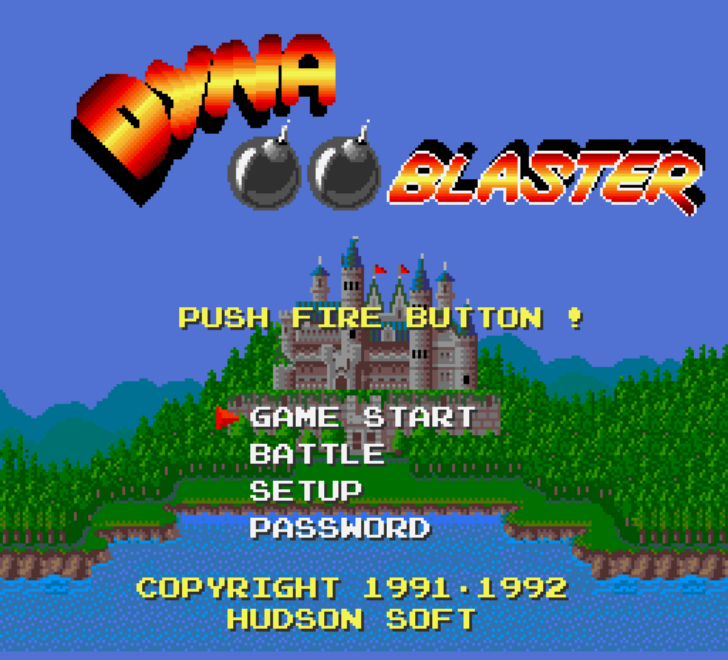 DYNA
BLASTER
PUSH FIRE BUTTON !
GAME START
BATTLE
SETUP
PASSWORD
COPYRIGHT 1991·1992
HUDSON SOFT